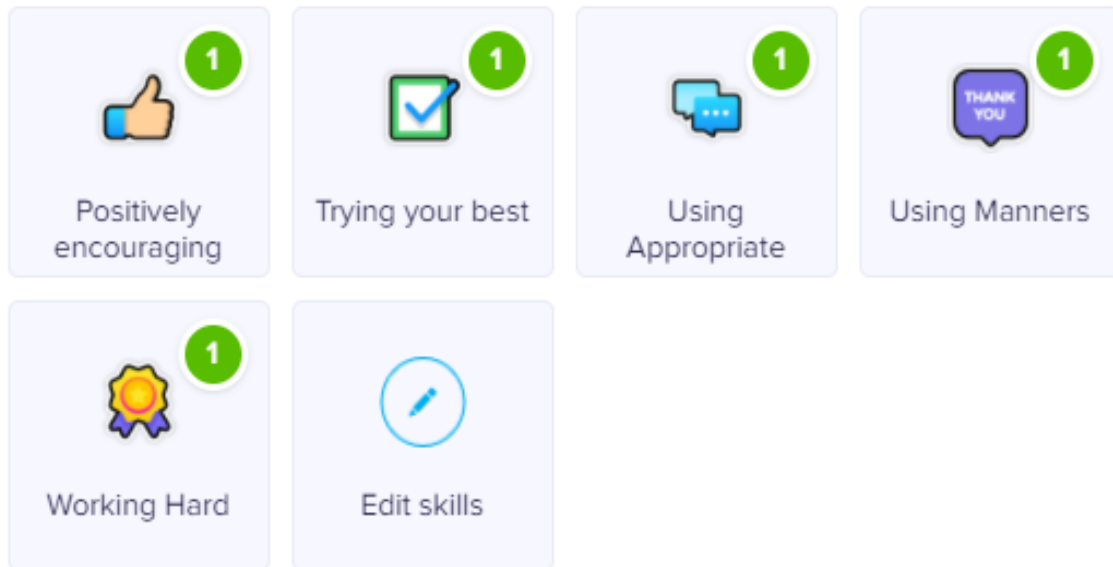 1
1
1
1
THANK
YOU
Positively
encouraging
Trying your best
Using
Appropriate
Using Manners
1
Working Hard
Edit skills